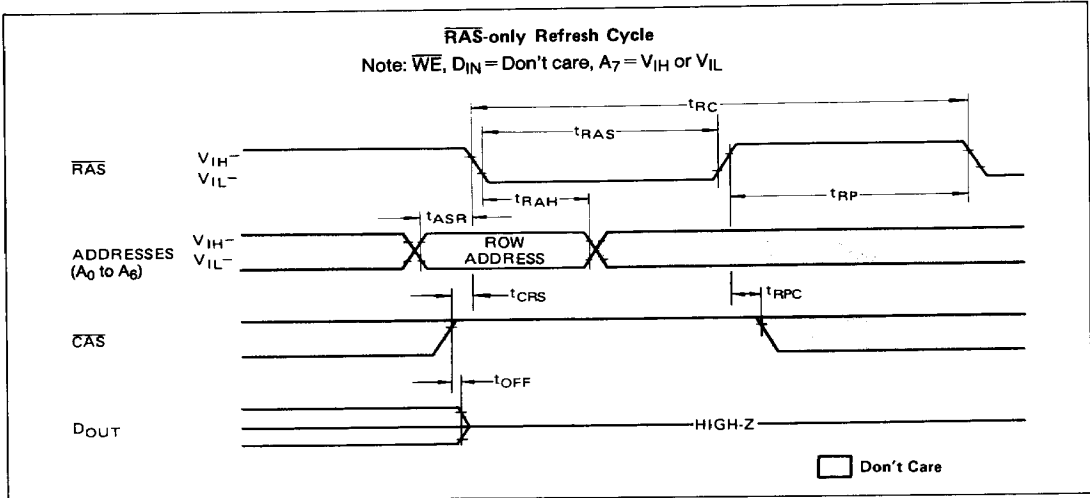 RAS-only Refresh Cycle
Note: WE, DIN = Don't care, A7 = VIH or VIL
tRC
tRAS
RAS
VIH–
VIL–
tRP
tRAH
tASR
ADDRESSES
(A0 to A6)
VIH–
VIL–
ROW
ADDRESS
tCRS
tRPC
CAS
tOFF
DOUT
HIGH-Z
Don't Care